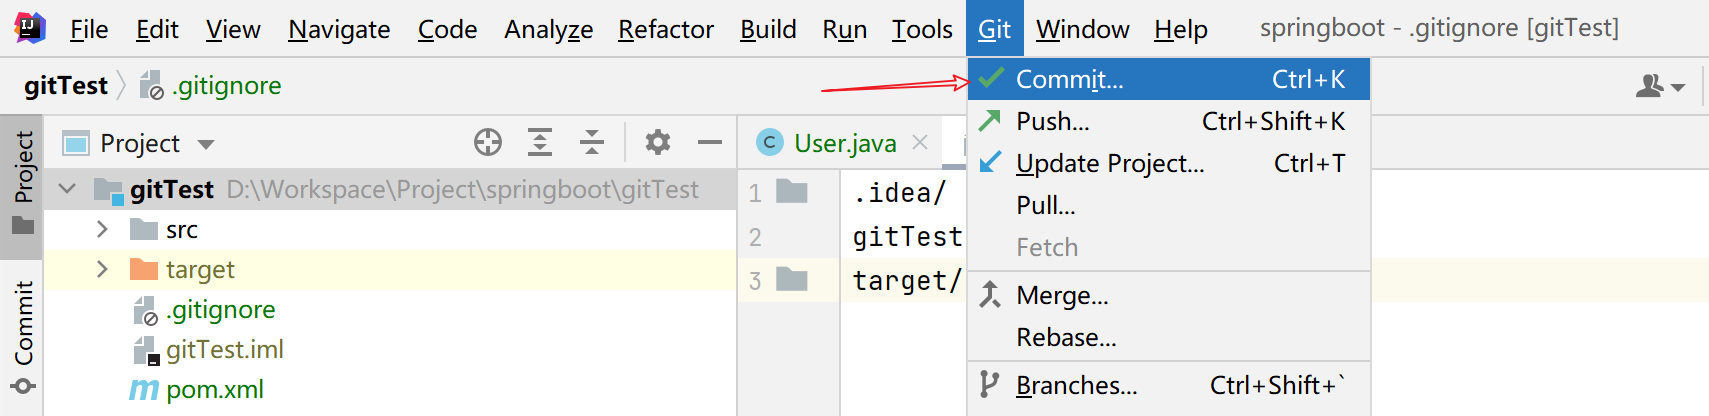 File Edit View Navigate Code Analyze Refactor Build Run Tools Git Window Help springboot - .gitignore [gitTest]
gitTest .gitignore
Commit... Ctrl+K
Push... Ctrl+Shift+K
Update Project... Ctrl+T
Pull...
Fetch
Merge...
Rebase...
Branches... Ctrl+Shift+`
Project
Commit
Project
gitTest D:\Workspace\Project\springboot\gitTest
src
target
.gitignore
gitTest.iml
pom.xml
User.java
1 .idea/
2 gitTest
3 target/